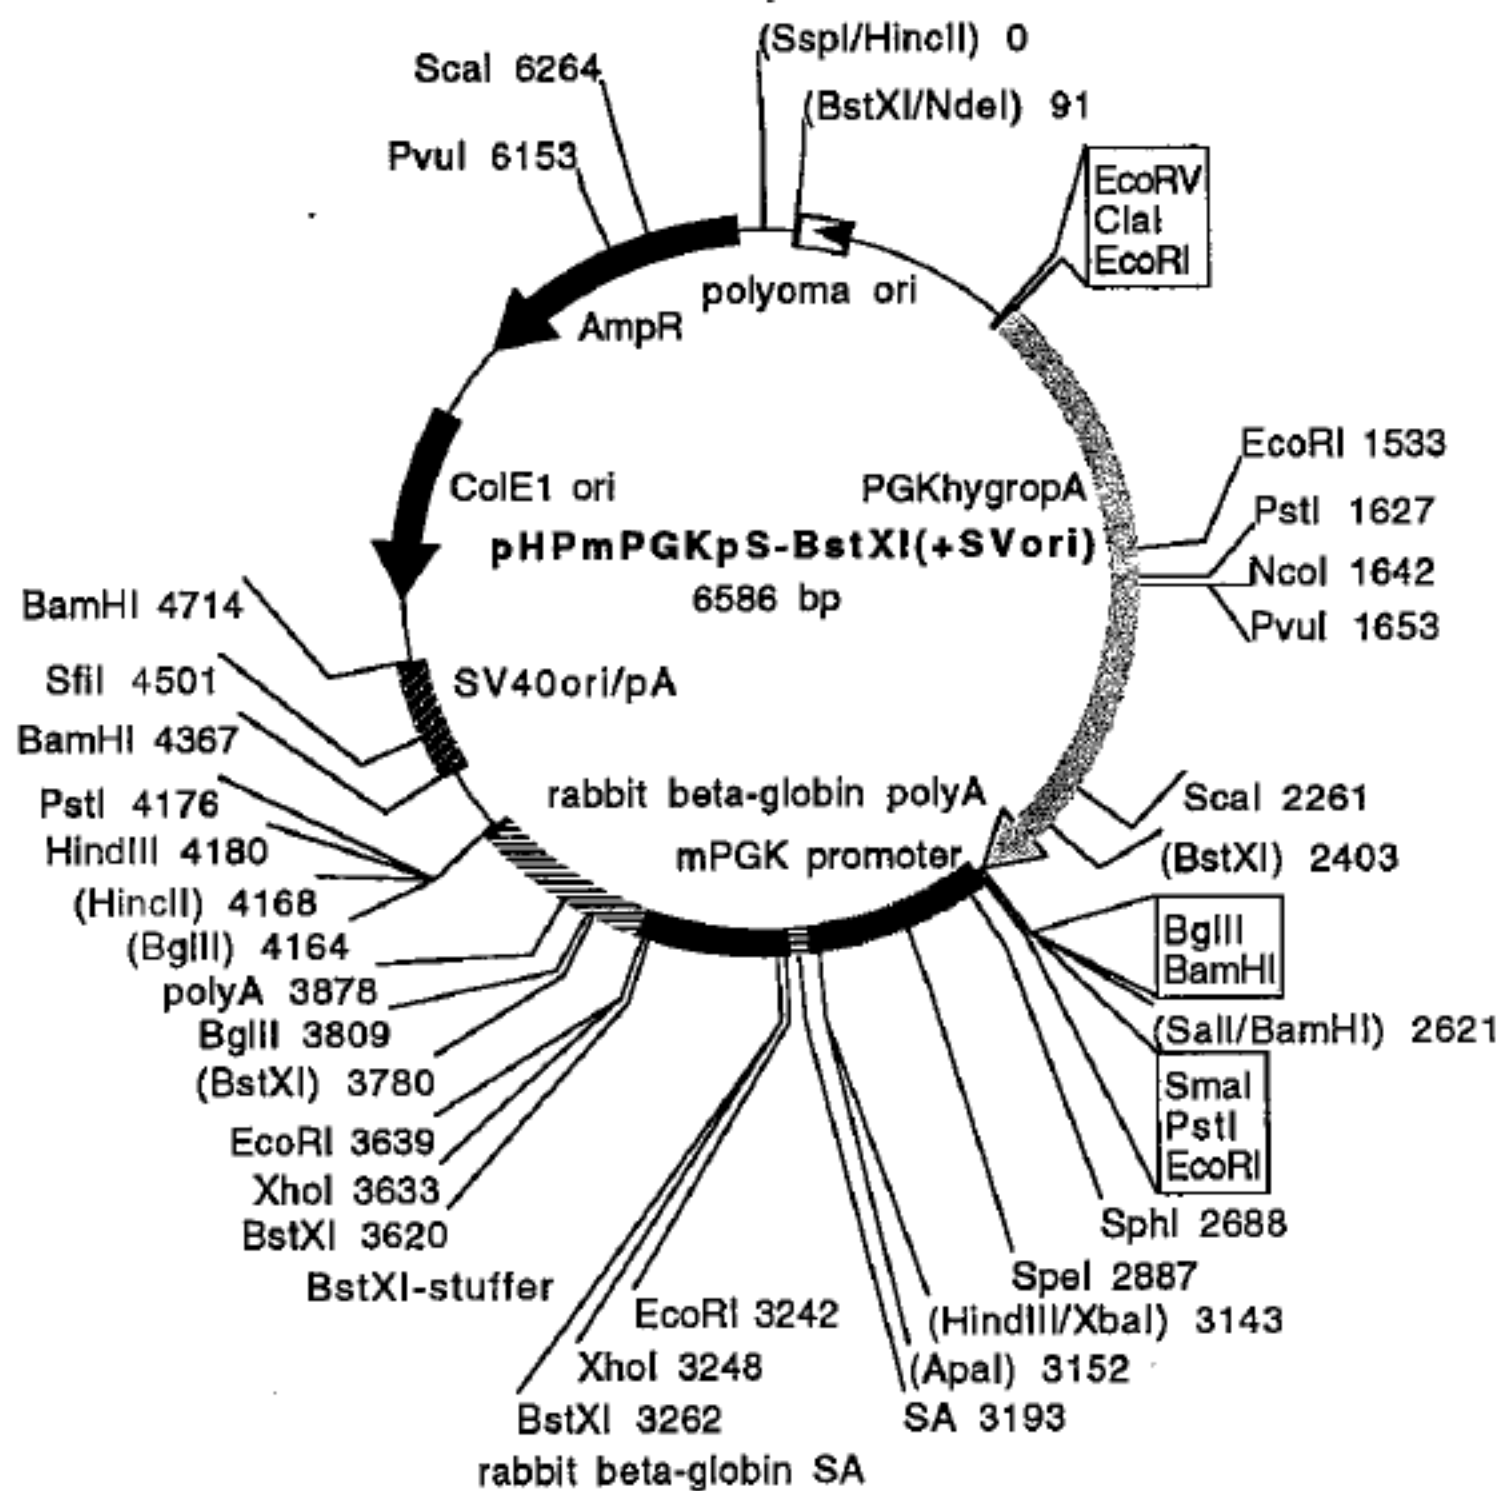 (SspI/HincII) 0
ScaI 6264
(BstXI/NdeI) 91
PvuI 6153
EcoRV
ClaI
EcoRI
polyoma ori
AmpR
EcoRI 1533
ColE1 ori
PGKhygropA
PstI 1627
pHPmPGKpS-BstXI(+SVori)
NcoI 1642
6586 bp
BamHI 4714
PvuI 1653
SfiI 4501
SV40ori/pA
BamHI 4367
rabbit beta-globin polyA
ScaI 2261
PstI 4176
HindIII 4180
mPGK promoter
(BstXI) 2403
(HincII) 4168
BglII
BamHI
(BglII) 4164
polyA 3878
BglII 3809
(SalI/BamHI) 2621
(BstXI) 3780
SmaI
PstI
EcoRI
EcoRI 3639
XhoI 3633
BstXI 3620
SphI 2688
BstXI-stuffer
SpeI 2887
EcoRI 3242
(HindIII/XbaI) 3143
XhoI 3248
(ApaI) 3152
BstXI 3262
SA 3193
rabbit beta-globin SA